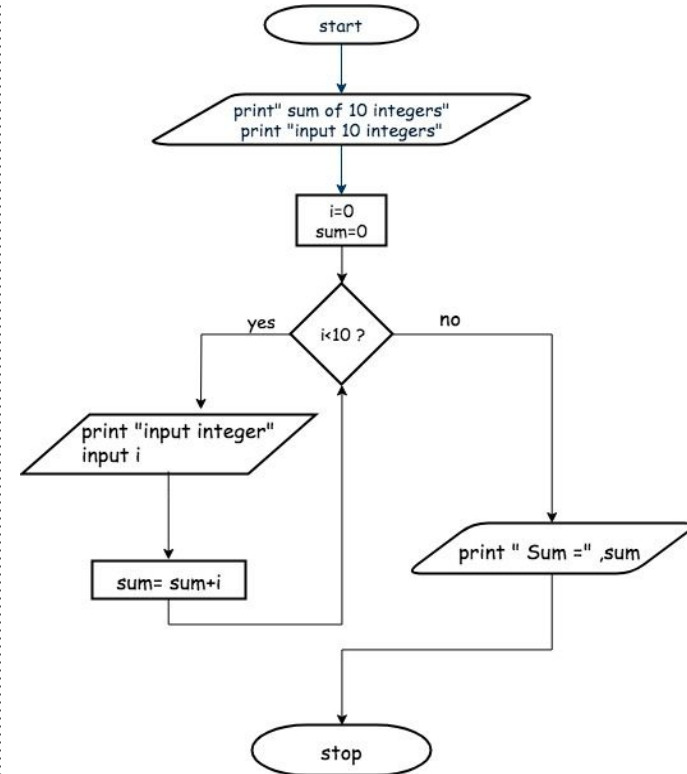 start
print" sum of 10 integers"
print "input 10 integers"
i=0
sum=0
i<10 ?
yes
no
print "input integer"
input i
sum= sum+i
print " Sum =" ,sum
stop